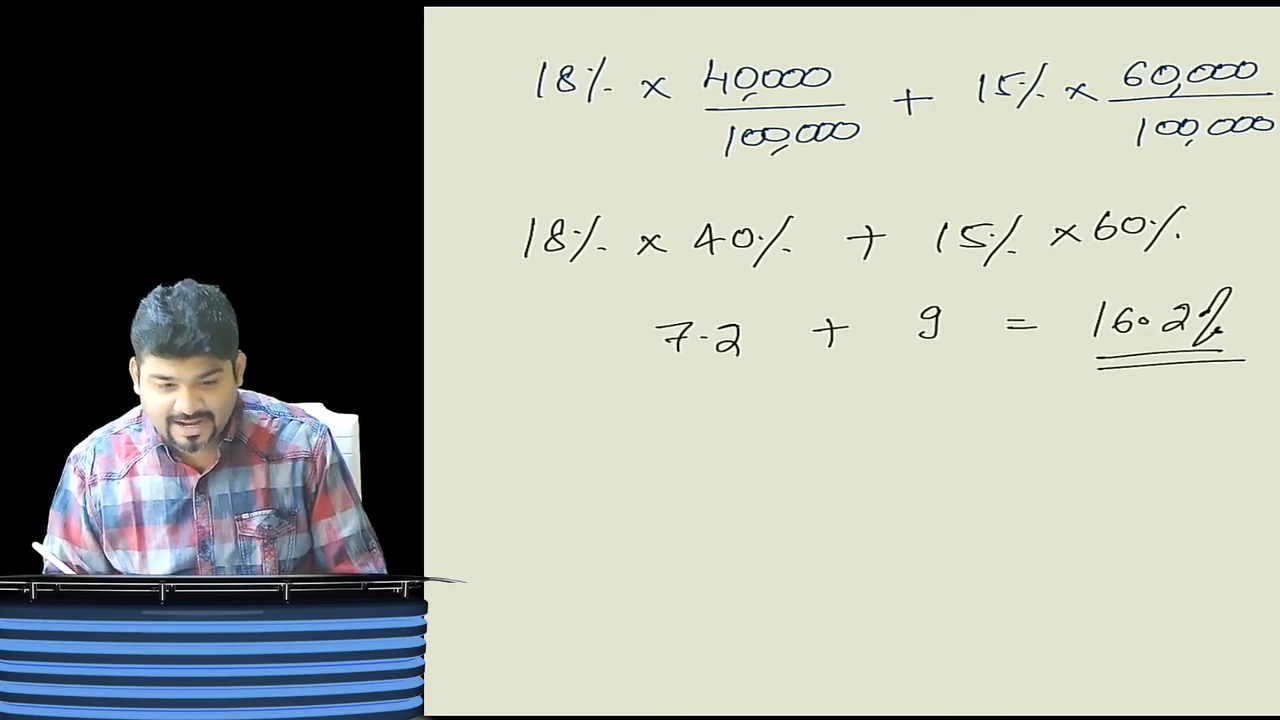 18% × 40,000/100,000 + 15% × 60,000/100,000
18% × 40% + 15% × 60%
7.2 + 9 = 16.2%